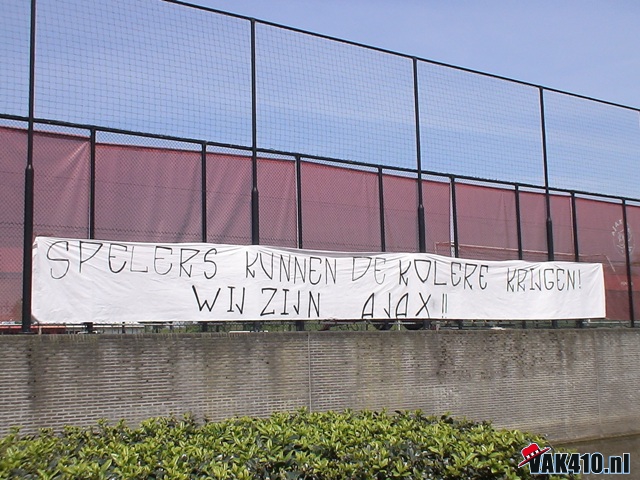 SPELERS KUNNEN DE KOLERE KRIJGEN!
WIJ ZIJN AJAX!!
VAK410.nl